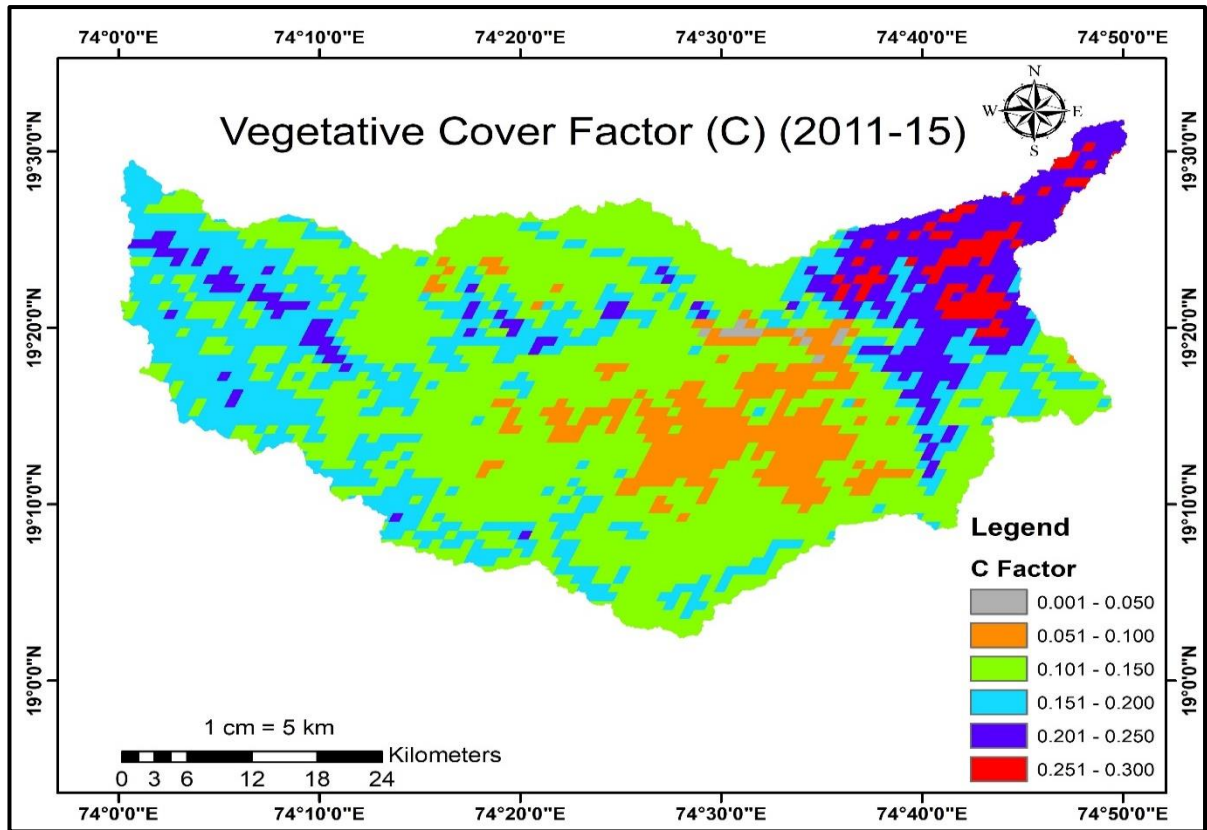 74°0'0"E 74°10'0"E 74°20'0"E 74°30'0"E 74°40'0"E 74°50'0"E
N
W E
S
Vegetative Cover Factor (C) (2011-15)
19°30'0"N 19°30'0"N
19°20'0"N 19°20'0"N
19°10'0"N 19°10'0"N
19°0'0"N 19°0'0"N
Legend
C Factor
0.001 - 0.050
0.051 - 0.100
0.101 - 0.150
0.151 - 0.200
0.201 - 0.250
0.251 - 0.300
1 cm = 5 km
Kilometers
0 3 6 12 18 24
74°0'0"E 74°10'0"E 74°20'0"E 74°30'0"E 74°40'0"E 74°50'0"E